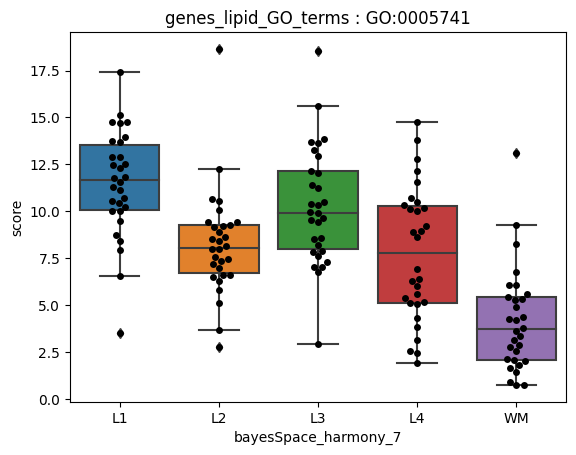 genes_lipid_GO_terms : GO:0005741
17.5
15.0
12.5
10.0
7.5
5.0
2.5
0.0
score
L1 L2 L3 L4 WM
bayesSpace_harmony_7